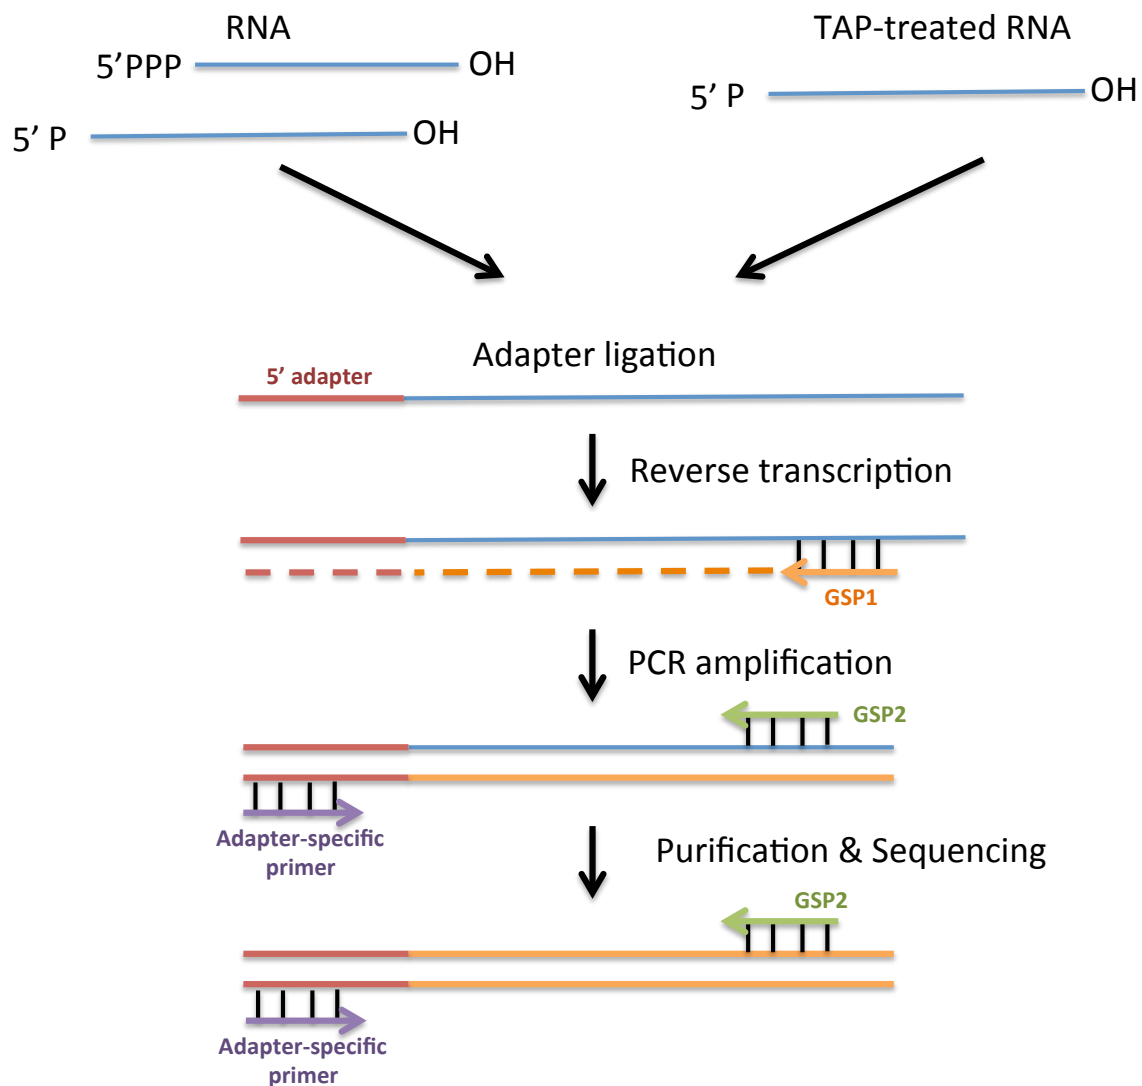 RNA
TAP-treated RNA
5’PPP
OH
5’ P
OH
5’ P
OH
Adapter ligation
5’ adapter
Reverse transcription
GSP1
PCR amplification
GSP2
Adapter-specific
primer
Purification & Sequencing
GSP2
Adapter-specific
primer